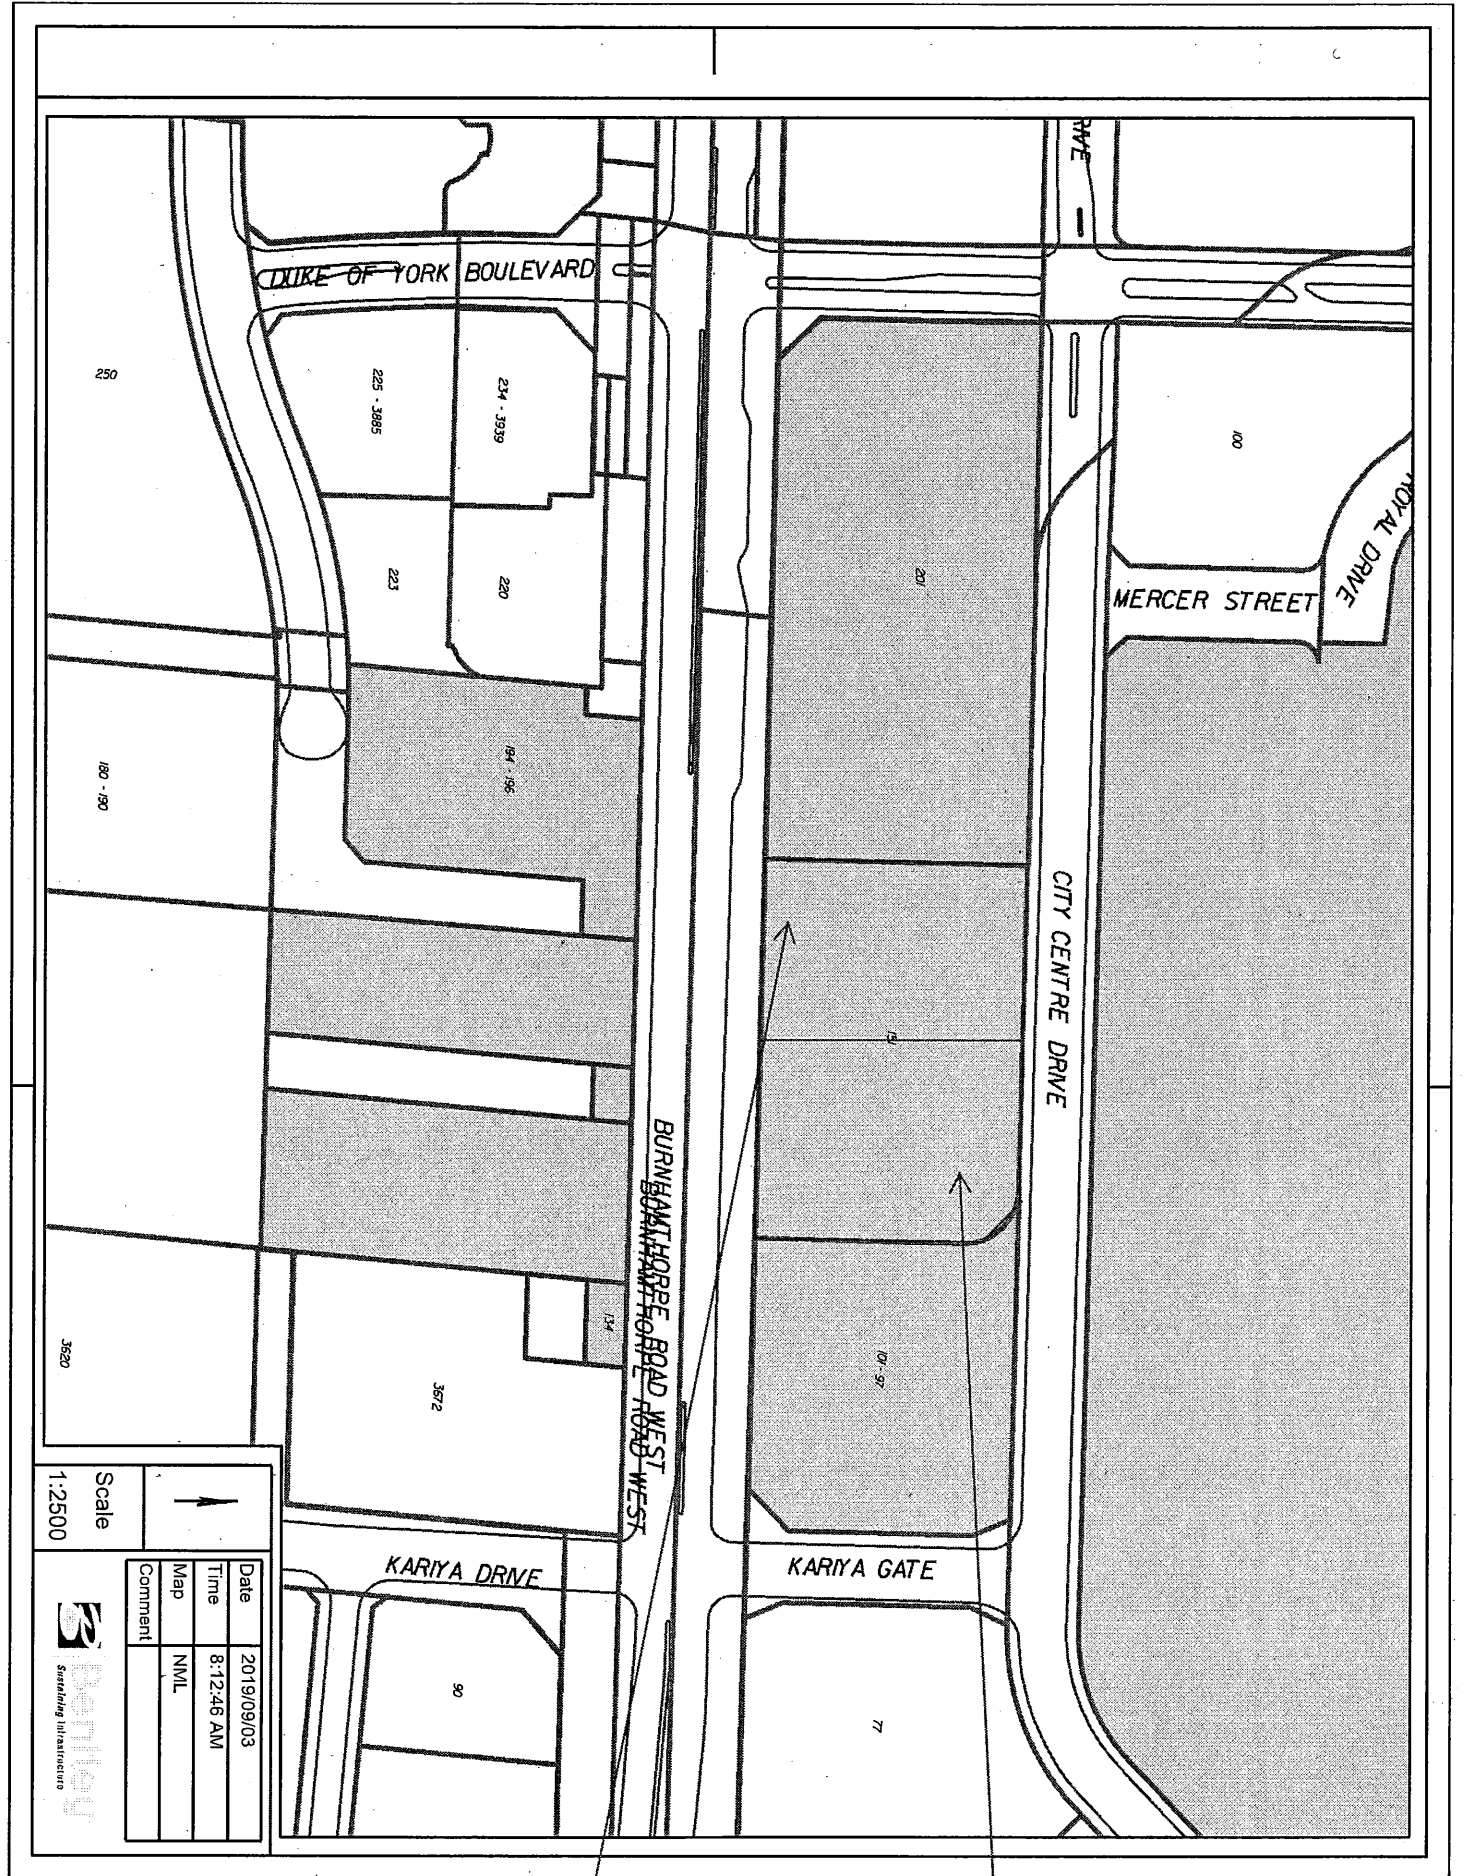 DRIVE
DUKE OF YORK BOULEVARD
250
225 - 3885
234 - 3939
100
ROYAL DRIVE
223
220
201
MERCER STREET
180 - 190
194 - 196
CITY CENTRE DRIVE
151
BURNHAMTHORPE ROAD WEST
BURNHAMTHORPE ROAD WEST
134
101 - 97
3620
3672
KARIYA DRIVE
KARIYA GATE
90
77
Scale
1:2500
Date 2019/09/03
Time 8:12:46 AM
Map NML
Comment
Bentley
Sustaining Infrastructure